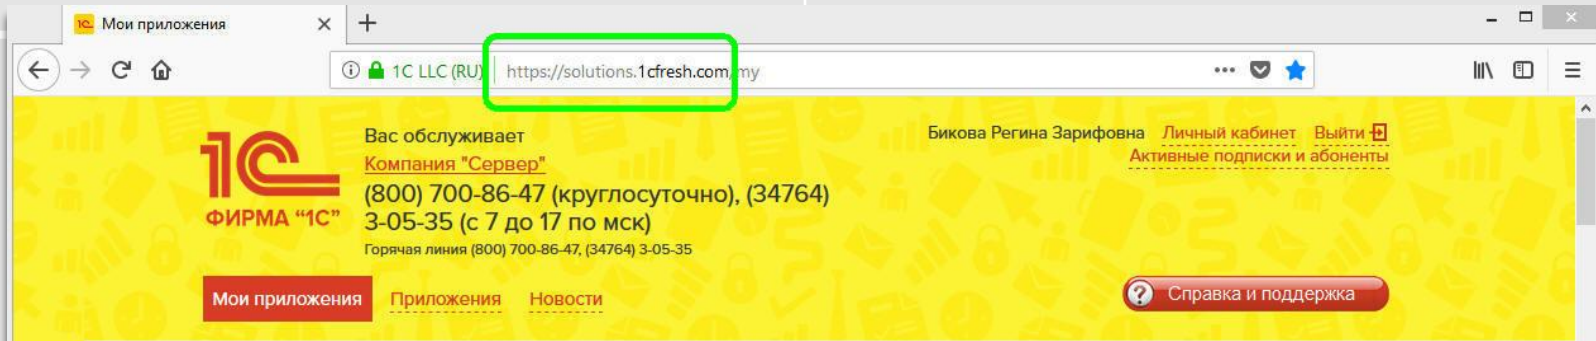 1С Мои приложения
1C LLC (RU) https://solutions.1cfresh.com/my
1С
ФИРМА "1С"
Вас обслуживает
Компания "Сервер"
(800) 700-86-47 (круглосуточно), (34764)
3-05-35 (с 7 до 17 по мск)
Горячая линия (800) 700-86-47, (34764) 3-05-35
Бикова Регина Зарифовна Личный кабинет Выйти
Активные подписки и абоненты
Мои приложения Приложения Новости
? Справка и поддержка